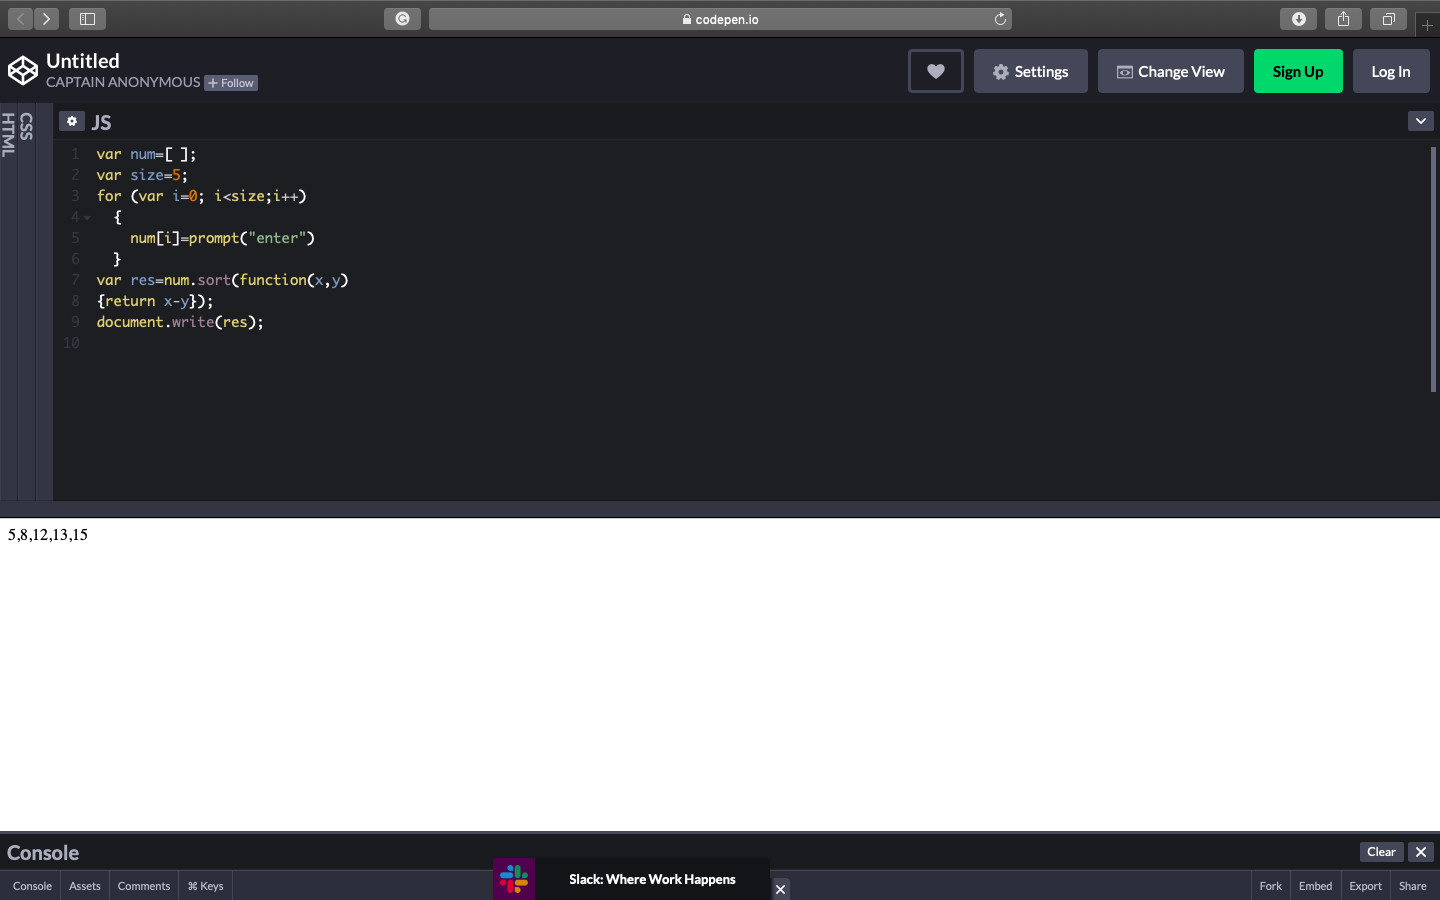 codepen.io
Untitled
CAPTAIN ANONYMOUS + Follow
Settings
Change View
Sign Up
Log In
HTML
CSS
JS
1 var num=[ ];
2 var size=5;
3 for (var i=0; i<size;i++)
4 {
5 num[i]=prompt("enter")
6 }
7 var res=num.sort(function(x,y)
8 {return x-y});
9 document.write(res);
10
5,8,12,13,15
Console
Clear
Console Assets Comments ⌘ Keys
Slack: Where Work Happens
Fork Embed Export Share